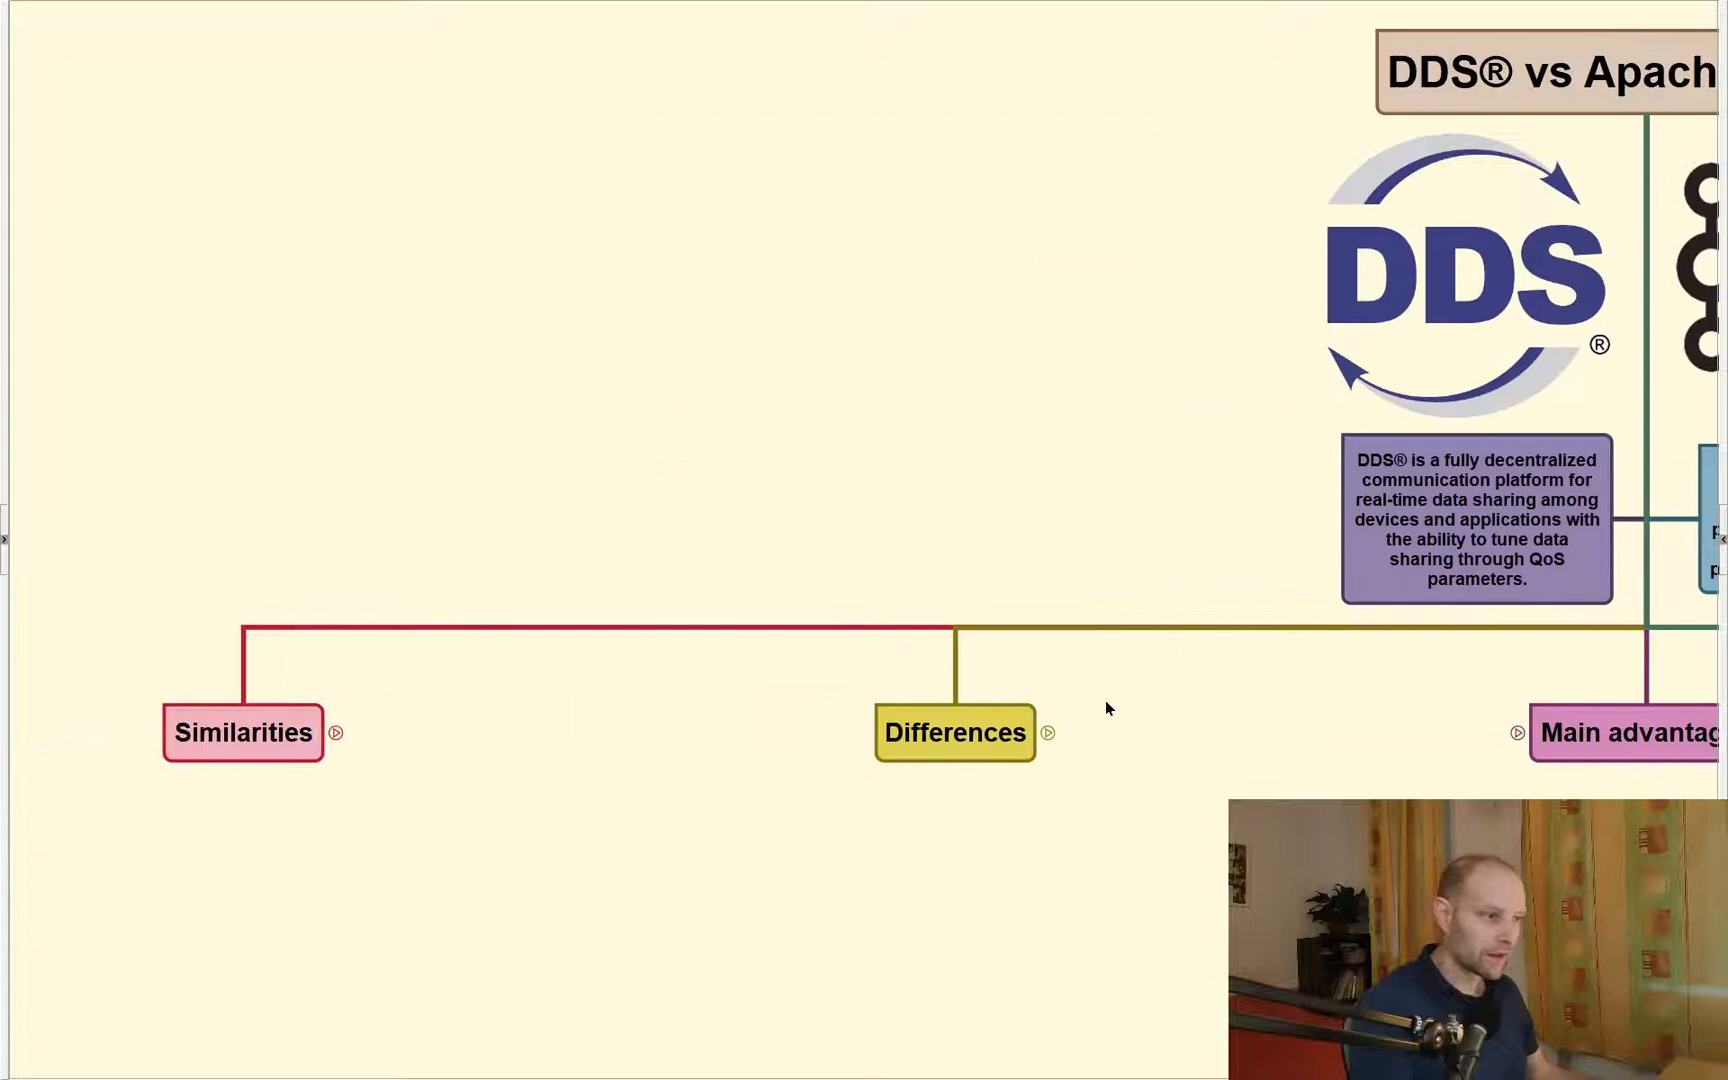 DDS® vs Apach
DDS
®
DDS® is a fully decentralized
communication platform for
real-time data sharing among
devices and applications with
the ability to tune data
sharing through QoS
parameters.
p
p
Similarities
Differences
Main advantag